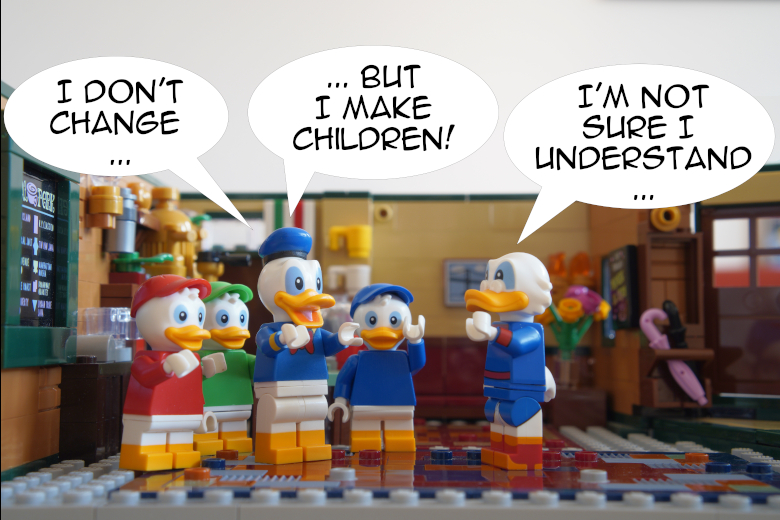 I DON'T
CHANGE
...
... BUT
I MAKE
CHILDREN!
I'M NOT
SURE I
UNDERSTAND
...